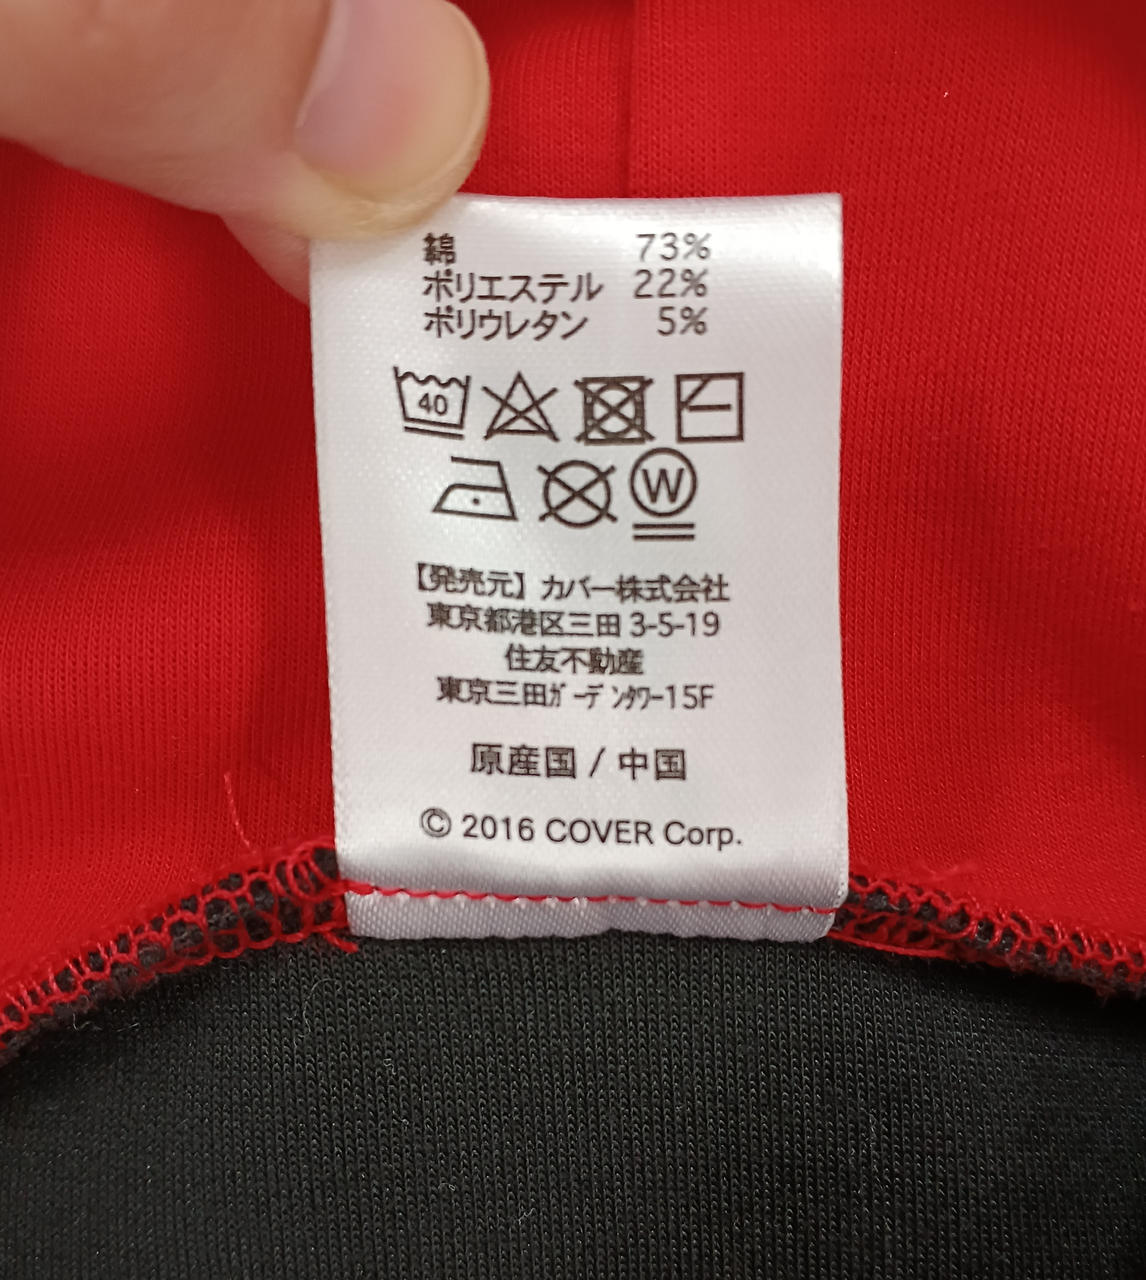 綿 73%
ポリエステル 22%
ポリウレタン 5%
40
W
【発売元】カバー株式会社
東京都港区三田 3-5-19
住友不動産
東京三田ｶﾞｰﾃﾞﾝﾀﾜｰ15F
原産国 / 中国
© 2016 COVER Corp.